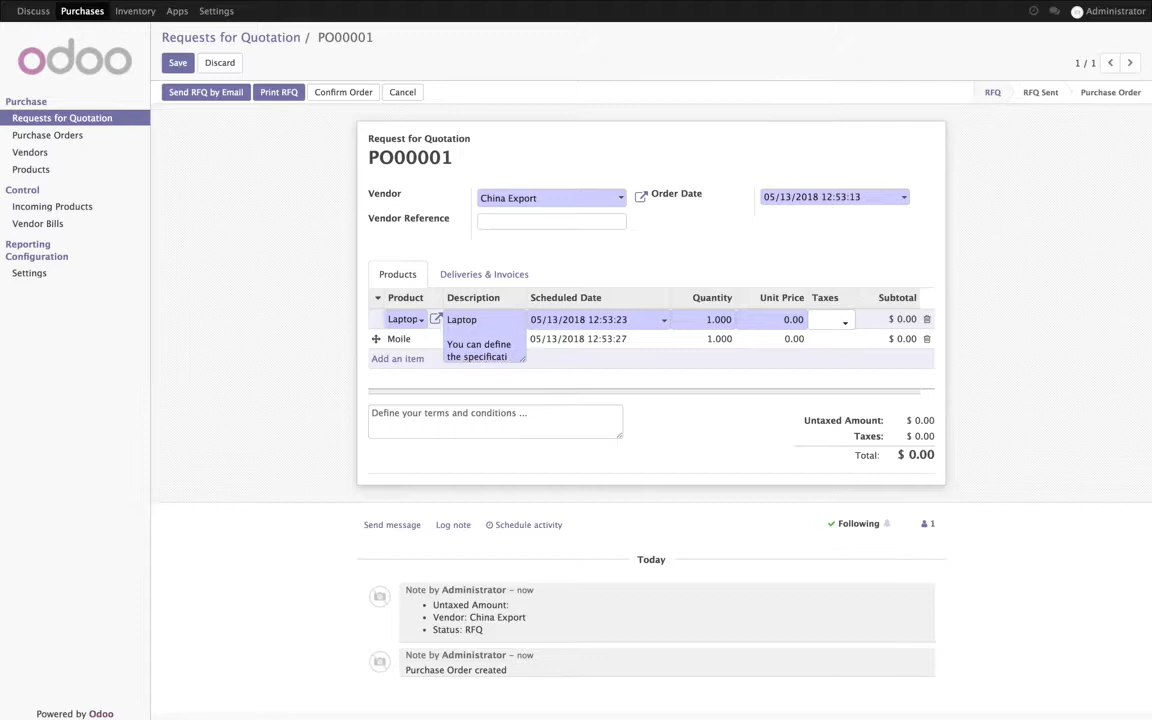 Discuss Purchases Inventory Apps Settings Administrator
odoo
Requests for Quotation / PO00001
Save Discard 1 / 1
Send RFQ by Email Print RFQ Confirm Order Cancel RFQ RFQ Sent Purchase Order
Purchase
Requests for Quotation
Purchase Orders
Vendors
Products
Control
Incoming Products
Vendor Bills
Reporting
Configuration
Settings
Powered by Odoo
Request for Quotation
PO00001
Vendor China Export Order Date 05/13/2018 12:53:13
Vendor Reference
Products Deliveries & Invoices
Product Description Scheduled Date Quantity Unit Price Taxes Subtotal
Laptop Laptop 05/13/2018 12:53:23 1.000 0.00 $ 0.00
You can define
the specificati
Moile 05/13/2018 12:53:27 1.000 0.00 $ 0.00
Add an item
Define your terms and conditions ...
Untaxed Amount: $ 0.00
Taxes: $ 0.00
Total: $ 0.00
Send message Log note Schedule activity Following 1
Today
Note by Administrator – now
Untaxed Amount:
Vendor: China Export
Status: RFQ
Note by Administrator – now
Purchase Order created